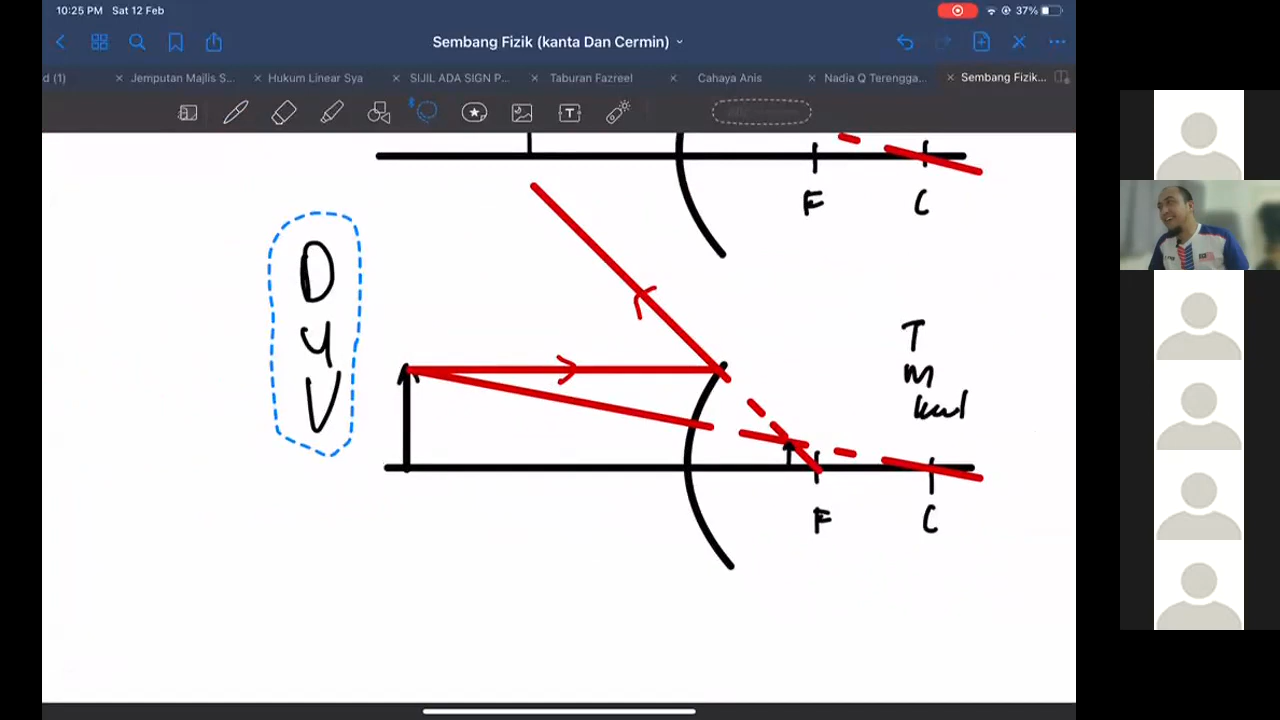 10:25 PM Sat 12 Feb
37%
Sembang Fizik (kanta Dan Cermin)
d (1)
Jemputan Majlis S...
Hukum Linear Sya
SIJIL ADA SIGN P...
Taburan Fazreel
Cahaya Anis
Nadia Q Terengga...
Sembang Fizik...
T
F
C
D
U
V
T
M
F
C